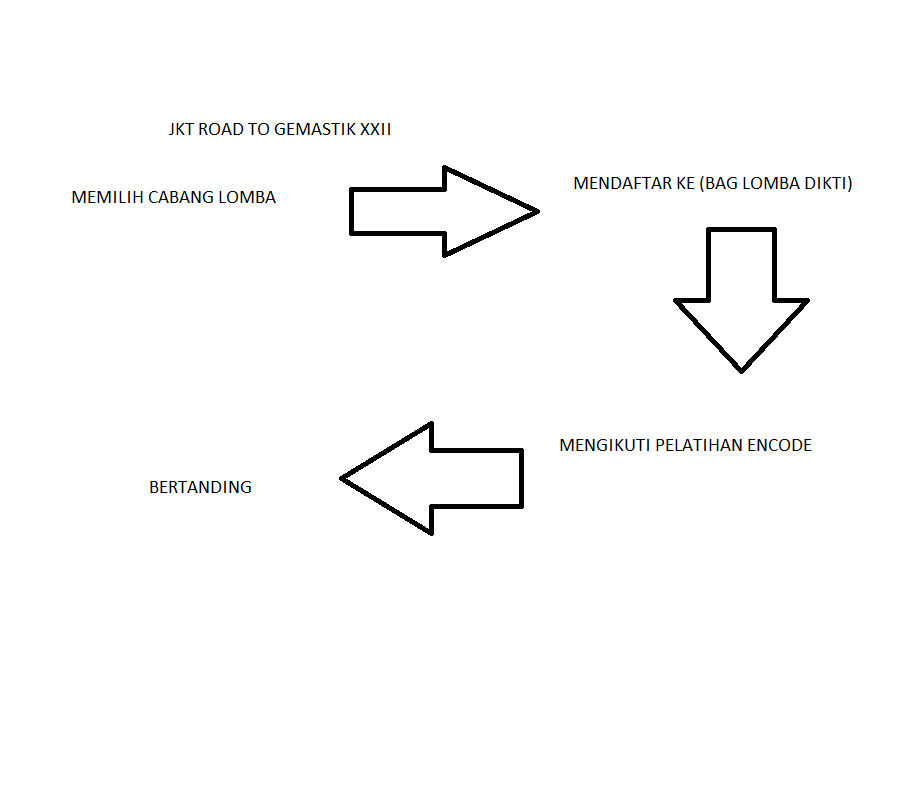 JKT ROAD TO GEMASTIK XXII
MEMILIH CABANG LOMBA
MENDAFTAR KE (BAG LOMBA DIKTI)
MENGIKUTI PELATIHAN ENCODE
BERTANDING